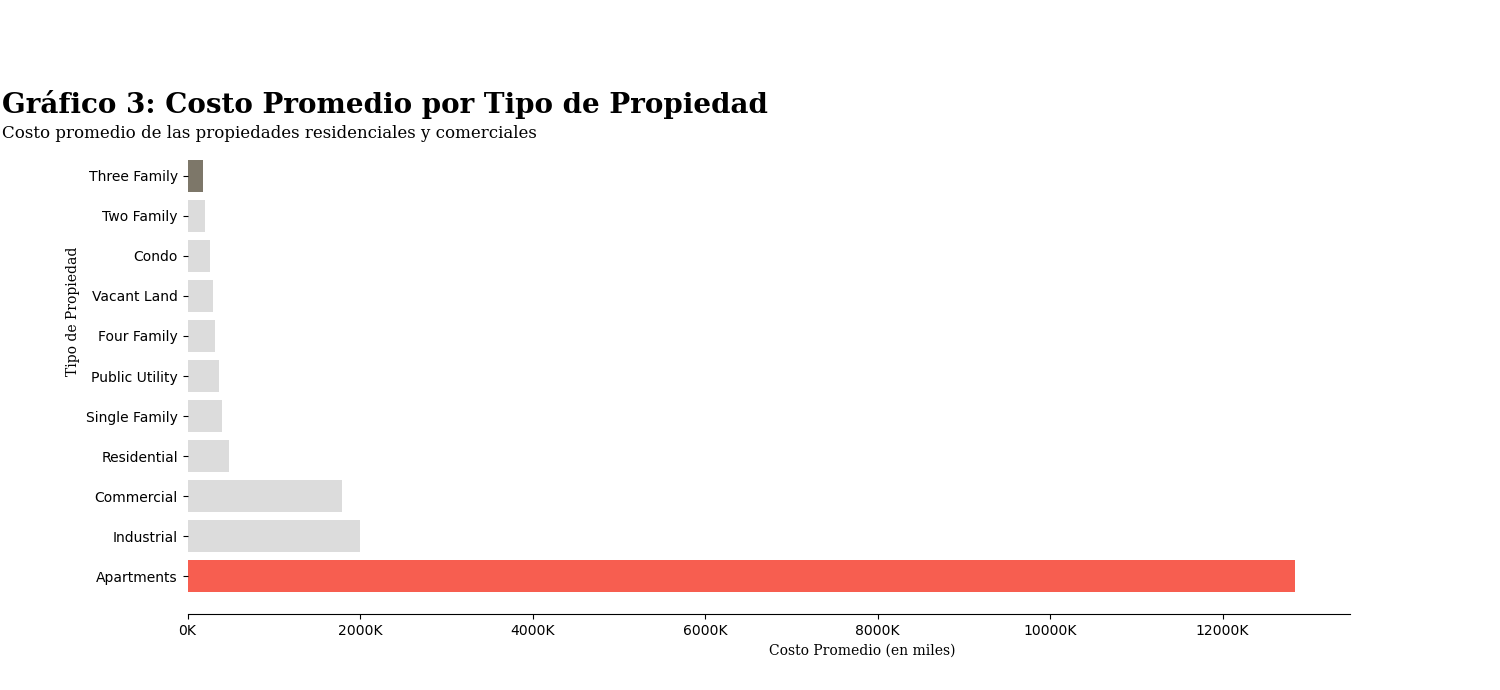 Gráfico 3: Costo Promedio por Tipo de Propiedad
Costo promedio de las propiedades residenciales y comerciales
Tipo de Propiedad
Three Family
Two Family
Condo
Vacant Land
Four Family
Public Utility
Single Family
Residential
Commercial
Industrial
Apartments
0K 2000K 4000K 6000K 8000K 10000K 12000K
Costo Promedio (en miles)